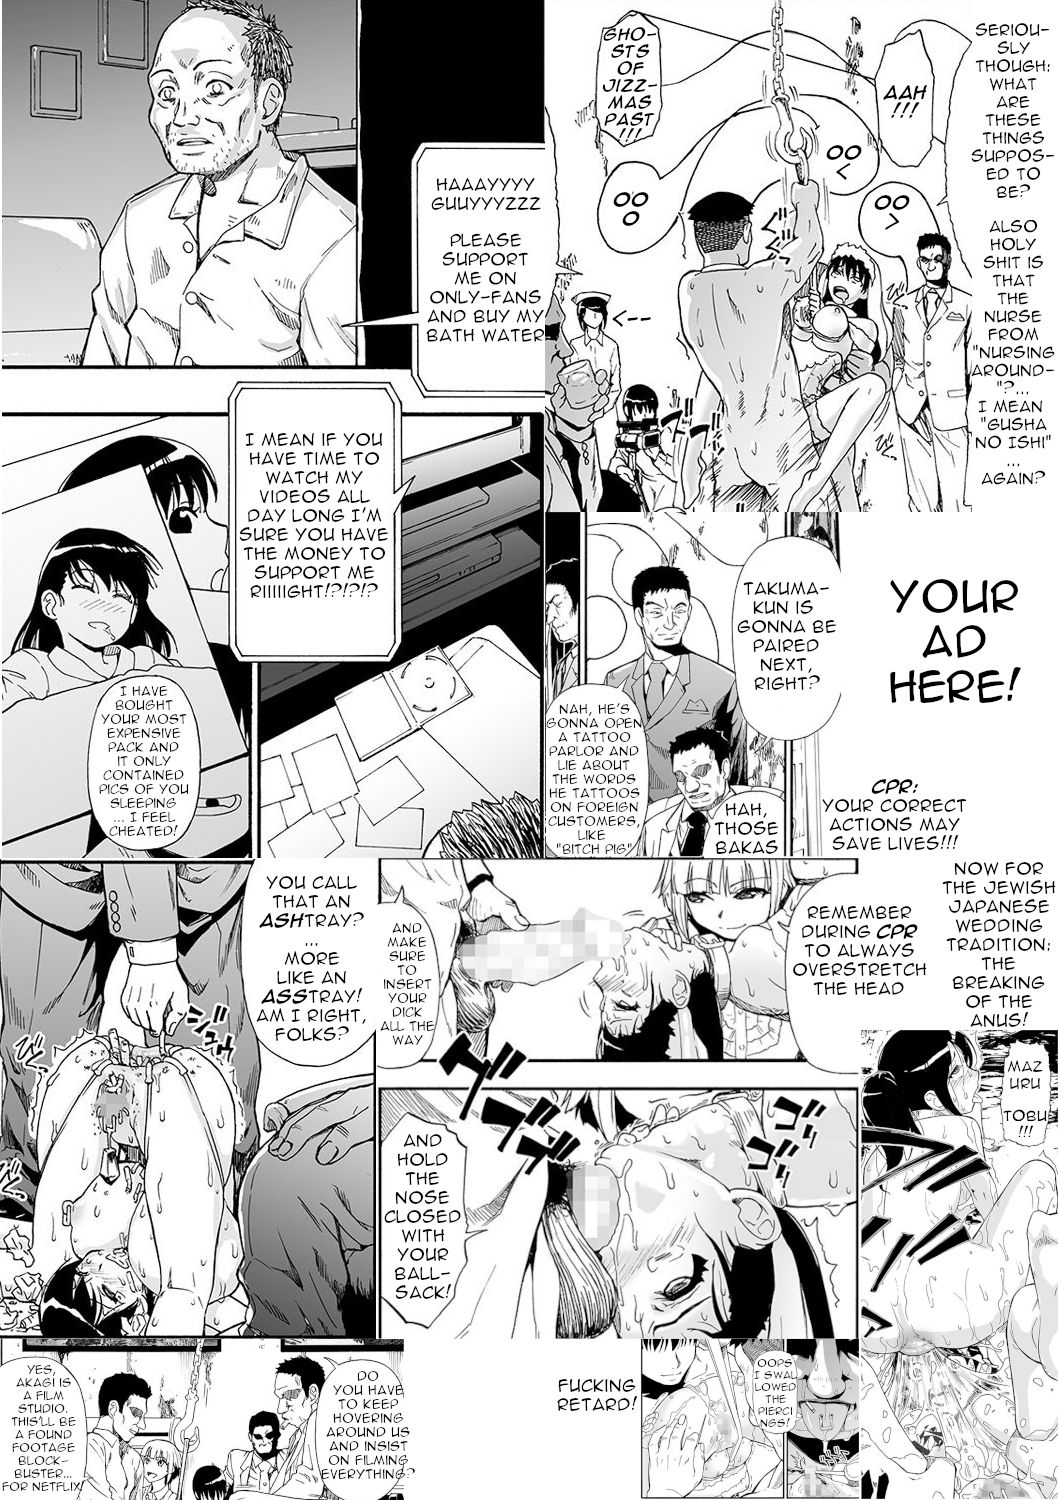 HAAAYYYY
GUUYYYZZZ
PLEASE
SUPPORT
ME ON
ONLY-FANS
AND BUY MY
BATH WATER
GHO-
STS
OF
JIZZ-
MAS
PAST
!!!
AAH
!!!
OO
<
OO
O
OO
>
<---
SERIOU-
SLY
THOUGH:
WHAT
ARE
THESE
THINGS
SUPPOS-
ED TO
BE?
ALSO
HOLY
SHIT IS
THAT
THE
NURSE
FROM
"NURSING
AROUND-
"?...
I MEAN
"GUSHA
NO ISHI"
...
AGAIN?
I MEAN IF YOU
HAVE TIME TO
WATCH MY
VIDEOS ALL
DAY LONG I'M
SURE YOU HAVE
THE MONEY TO
SUPPORT ME
RIIIIIGHT!?!?!?
I HAVE
BOUGHT
YOUR MOST
EXPENSIVE
PACK AND
IT ONLY
CONTAINED
PICS OF YOU
SLEEPING
... I FEEL
CHEATED!
TAKUMA-
KUN IS
GONNA BE
PAIRED
NEXT,
RIGHT?
NAH, HE'S
GONNA OPEN
A TATTOO
PARLOR AND
LIE ABOUT
THE WORDS
HE TATTOOS
ON FOREIGN
CUSTOMERS,
LIKE
"BITCH PIG"
HAH,
THOSE
BAKAS
YOUR
AD
HERE!
CPR:
YOUR CORRECT
ACTIONS MAY
SAVE LIVES!!!
YOU CALL
THAT AN
ASHTRAY?
...
MORE
LIKE AN
ASSTRAY!
AM I RIGHT,
FOLKS?
REMEMBER
DURING CPR
TO ALWAYS
OVERSTRETCH
THE HEAD
AND
MAKE
SURE TO
INSERT
YOUR
DICK ALL
THE
WAY
AND
HOLD
THE
NOSE
CLOSED
WITH
YOUR
BALL-
SACK!
NOW FOR
THE JEWISH
JAPANESE
WEDDING
TRADITION:
THE
BREAKING
OF THE
ANUS!
MAZ
URU
TOBU
!!!
YES,
AKAGI IS
A FILM
STUDIO.
THIS'LL BE
A FOUND
FOOTAGE
BLOCK-
BUSTER...
FOR NETFLIX
DO
YOU HAVE
TO KEEP
HOVERING
AROUND US
AND INSIST
ON FILMING
EVERYTHING?
FUCKING
RETARD!
OOPS
I SWAL
LOWED
THE
PIERC
INGS!